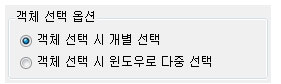 객체 선택 옵션
객체 선택 시 개별 선택
객체 선택 시 윈도우로 다중 선택